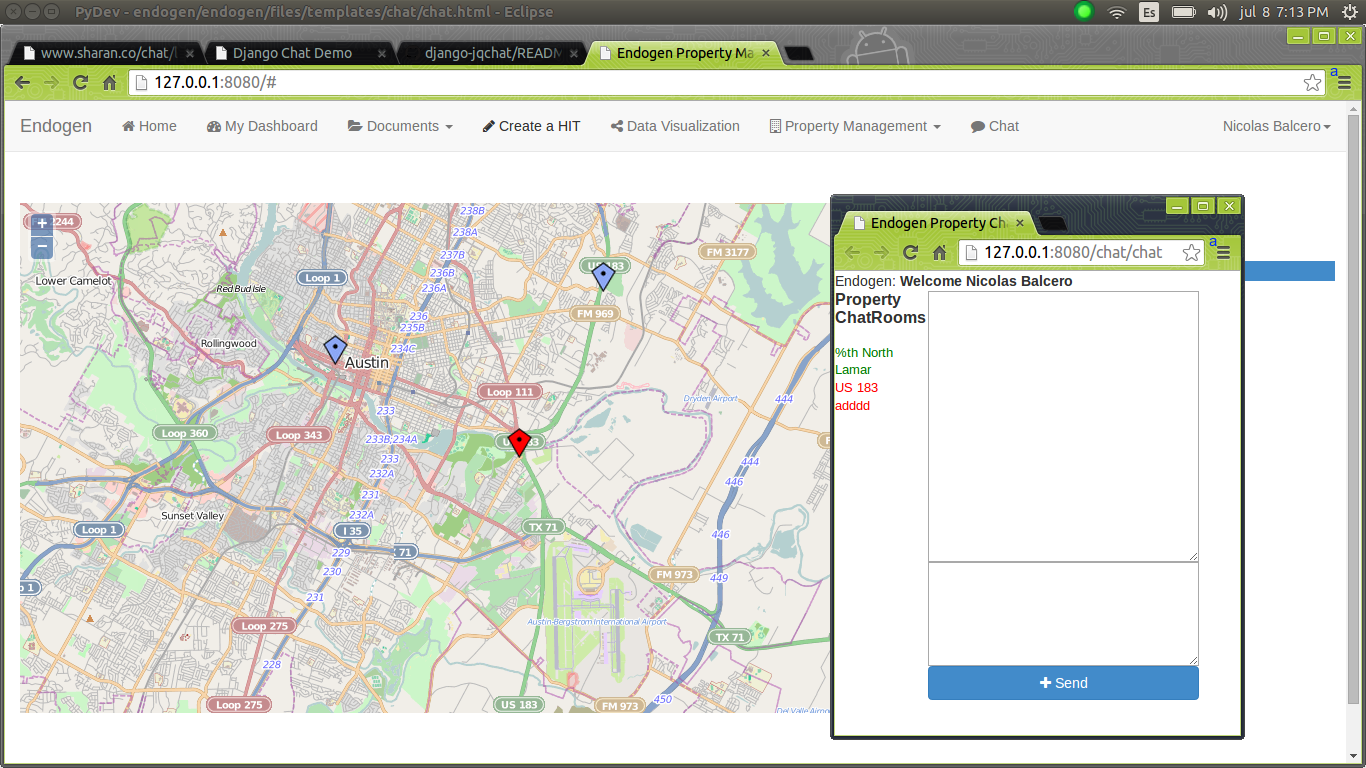 PyDev - endogen/endogen/files/templates/chat/chat.html - Eclipse
Es
jul 8 7:13 PM
www.sharan.co/chat/
Django Chat Demo
django-jqchat/READM
Endogen Property Ma
127.0.0.1:8080/#
a
Endogen
Home
My Dashboard
Documents
Create a HIT
Data Visualization
Property Management
Chat
Nicolas Balcero
+
−
2244
Lower Camelot
Red Bud Isle
Rollingwood
Loop 1
Austin
238B
238A
237B
236B
236A
236
235B
234C
FM 3177
FM 969
Loop 111
Dryden Airport
444
Loop 360
Loop 343
233
233B;234A
233
232A
231
232A
444
446
Sunset Valley
Loop 1
I 35
71
TX 71
446
229
230
231
FM 973
449
Loop 275
Austin-Bergstrom International Airport
TX 71
228
Loop 275
US 183
FM 973
450
Del Valle Airpor
Endogen Property Ch
127.0.0.1:8080/chat/chat
a
Endogen: Welcome Nicolas Balcero
Property
ChatRooms
%th North
Lamar
US 183
adddd
Send